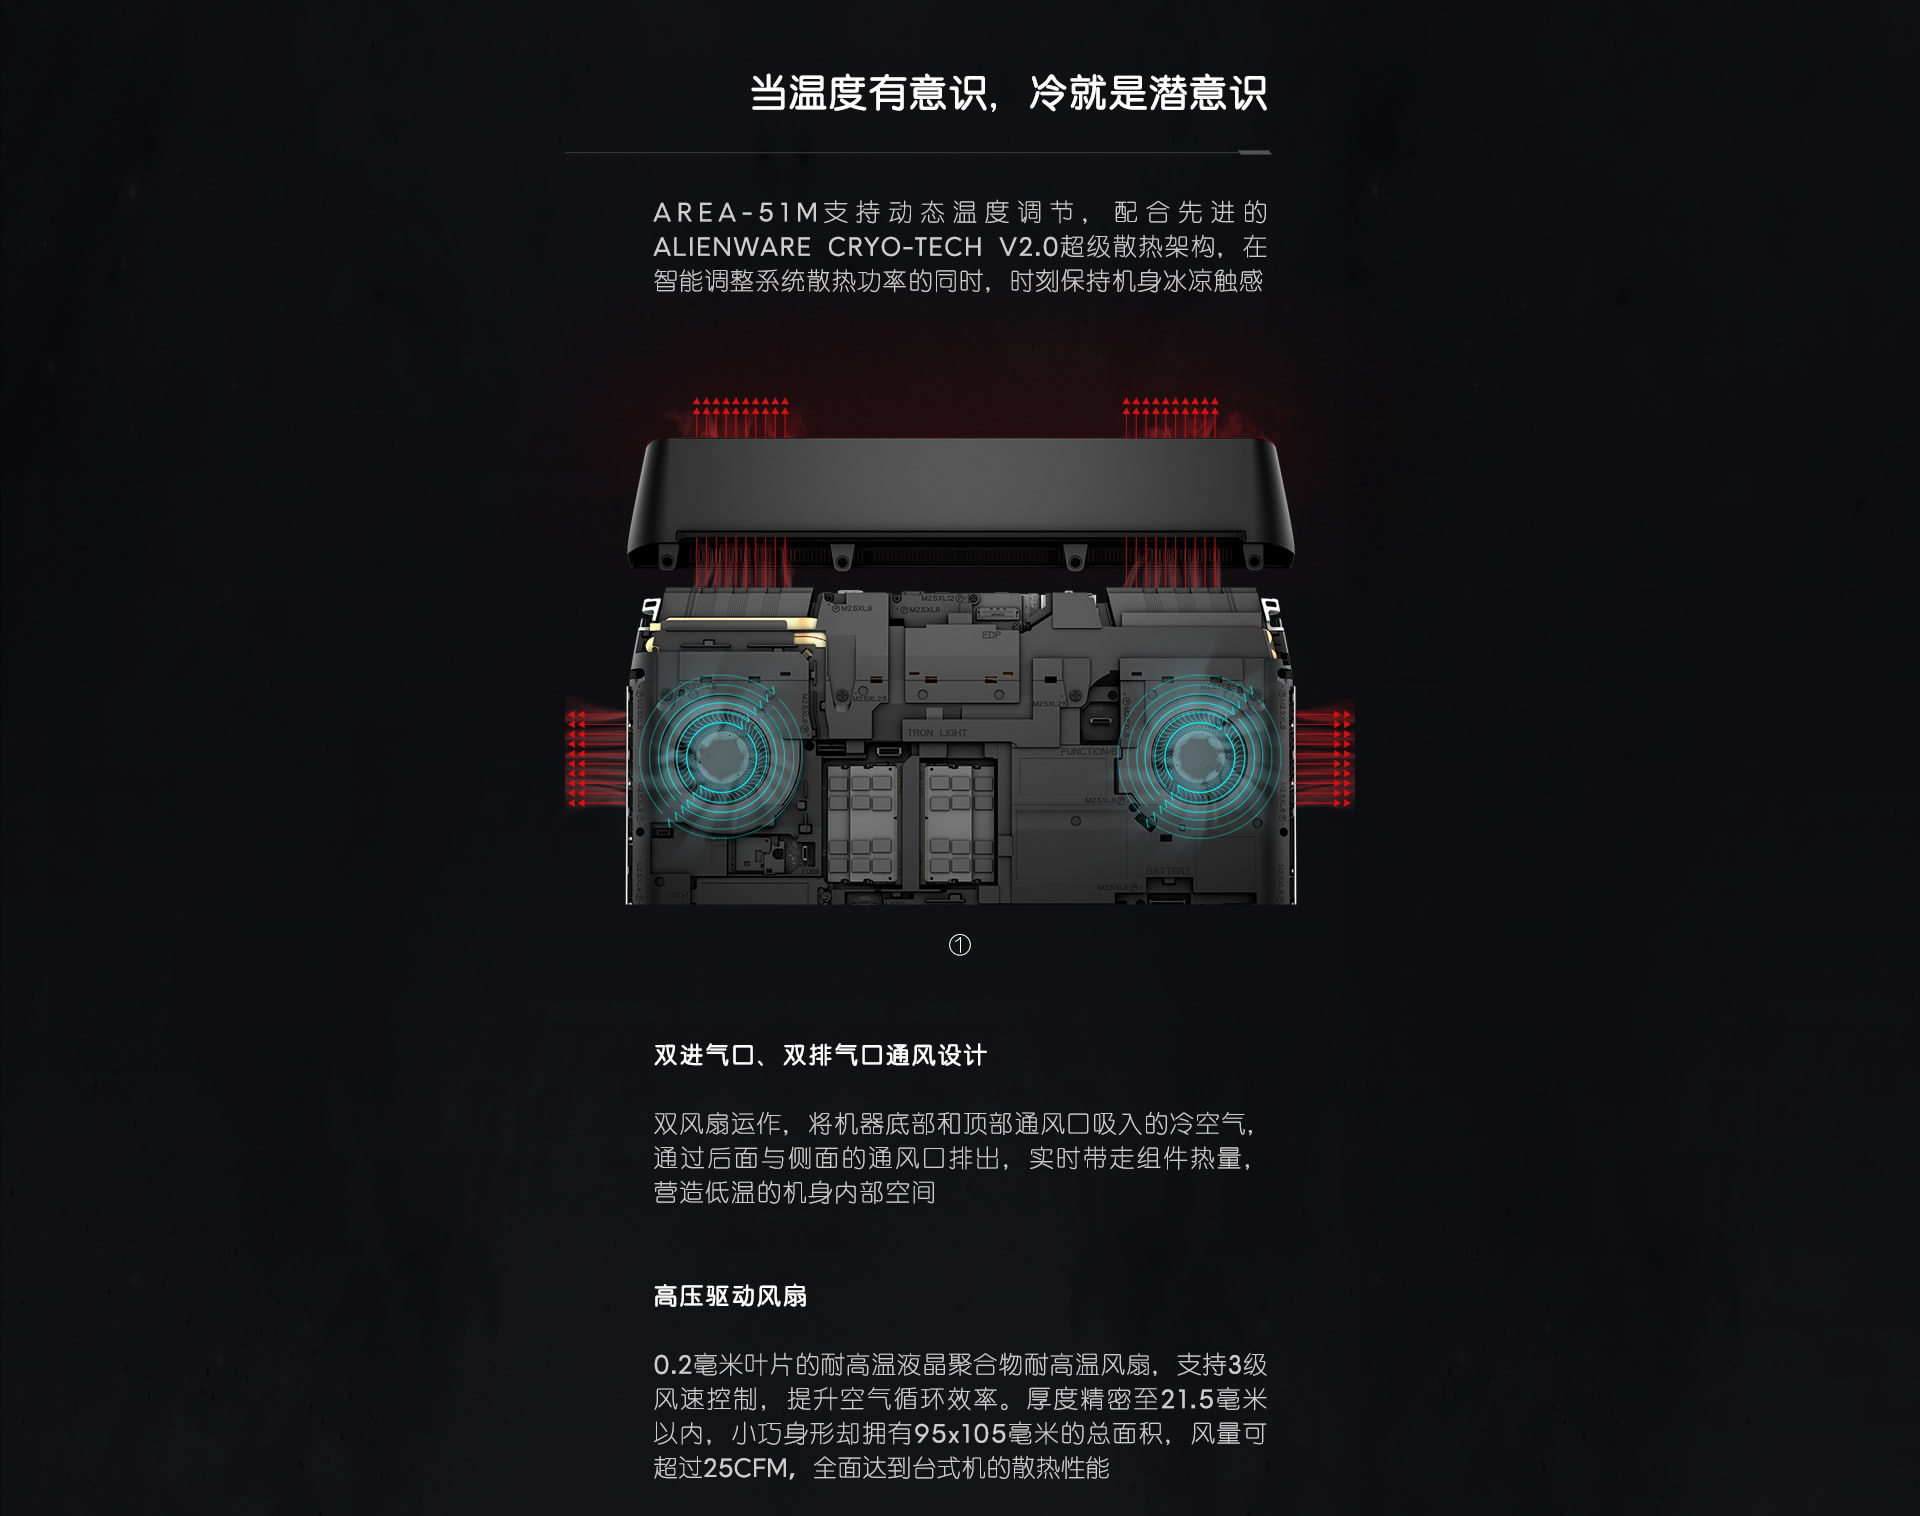 当温度有意识，冷就是潜意识
AREA-51M支持动态温度调节，配合先进的
ALIENWARE CRYO-TECH V2.0超级散热架构，在
智能调整系统散热功率的同时，时刻保持机身冰凉触感
M2.5XL12
M2.5XL8
M2.5XL8
EDP
M2.5XL2.5
M2.5XL2.5
TRON LIGHT
FUNCTION/B
BATTERY
①
双进气口、双排气口通风设计
双风扇运作，将机器底部和顶部通风口吸入的冷空气，
通过后面与侧面的通风口排出，实时带走组件热量，
营造低温的机身内部空间
高压驱动风扇
0.2毫米叶片的耐高温液晶聚合物耐高温风扇，支持3级
风速控制，提升空气循环效率。厚度精密至21.5毫米
以内，小巧身形却拥有95x105毫米的总面积，风量可
超过25CFM，全面达到台式机的散热性能